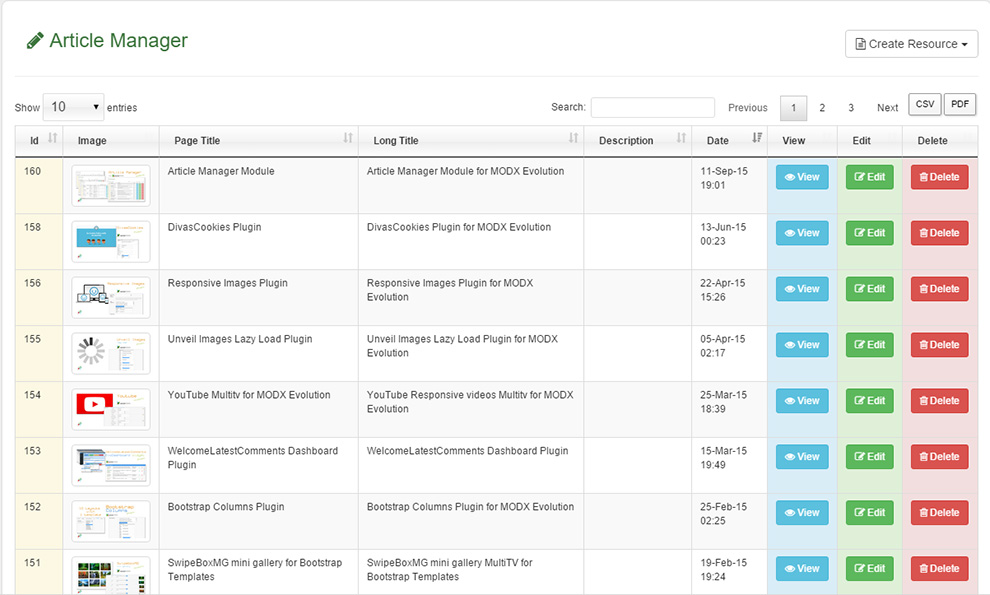 Article Manager
Create Resource
Show 10 entries
Search:
Previous 1 2 3 Next CSV PDF
Id Image Page Title Long Title Description Date View Edit Delete
160 Article Manager Module Article Manager Module for MODX Evolution 11-Sep-15 View Edit Delete
19:01
158 DivasCookies Plugin DivasCookies Plugin for MODX Evolution 13-Jun-15 View Edit Delete
00:23
156 Responsive Images Plugin Responsive Images Plugin for MODX 22-Apr-15 View Edit Delete
Evolution 15:26
155 Unveil Images Lazy Load Plugin Unveil Images Lazy Load Plugin for MODX 05-Apr-15 View Edit Delete
Evolution 02:17
154 YouTube Multitv for MODX Evolution YouTube Responsive videos Multitv for MODX 25-Mar-15 View Edit Delete
Evolution 18:39
153 WelcomeLatestComments Dashboard WelcomeLatestComments Dashboard Plugin 15-Mar-15 View Edit Delete
Plugin 19:49
152 Bootstrap Columns Plugin Bootstrap Columns Plugin for MODX Evolution 25-Feb-15 View Edit Delete
02:25
151 SwipeBoxMG mini gallery for Bootstrap SwipeBoxMG mini gallery MultiTV for 19-Feb-15 View Edit Delete
Templates Bootstrap Templates 19:24